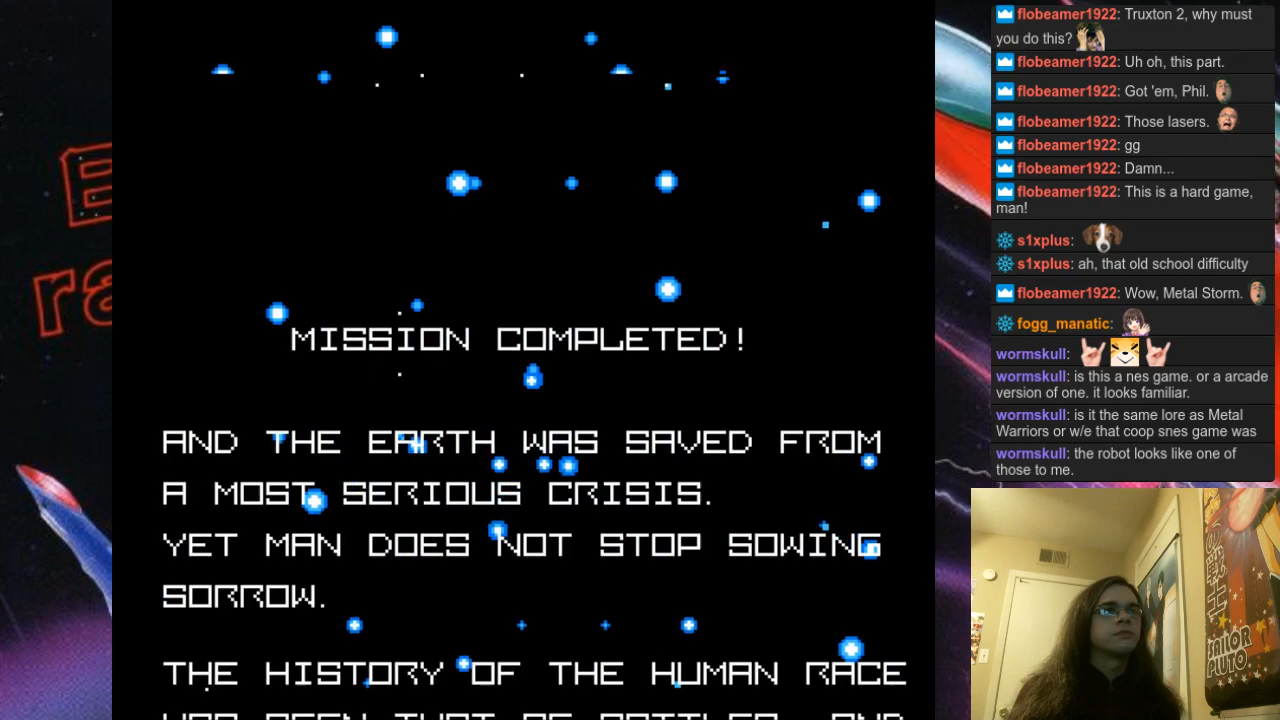 MISSION COMPLETED!
AND THE EARTH WAS SAVED FROM
A MOST SERIOUS CRISIS.
YET MAN DOES NOT STOP SOWING
SORROW.
THE HISTORY OF THE HUMAN RACE
flobeamer1922: Truxton 2, why must
you do this?
flobeamer1922: Uh oh, this part.
flobeamer1922: Got 'em, Phil.
flobeamer1922: Those lasers.
flobeamer1922: gg
flobeamer1922: Damn...
flobeamer1922: This is a hard game,
man!
s1xplus:
s1xplus: ah, that old school difficulty
flobeamer1922: Wow, Metal Storm.
fogg_manatic:
wormskull:
wormskull: is this a nes game. or a arcade
version of one. it looks familiar.
wormskull: is it the same lore as Metal
Warriors or w/e that coop snes game was
wormskull: the robot looks like one of
those to me.
の戦士
SAILOR
PLUTO